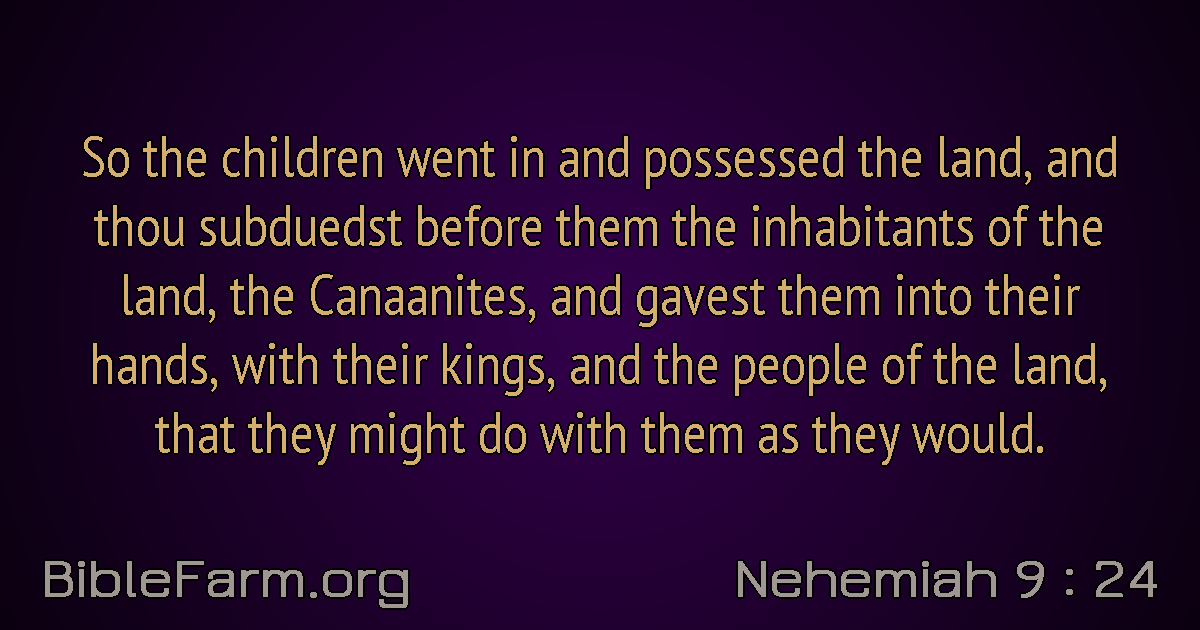 So the children went in and possessed the land, and
thou subduedst before them the inhabitants of the
land, the Canaanites, and gavest them into their
hands, with their kings, and the people of the land,
that they might do with them as they would.
BibleFarm.org
Nehemiah 9 : 24